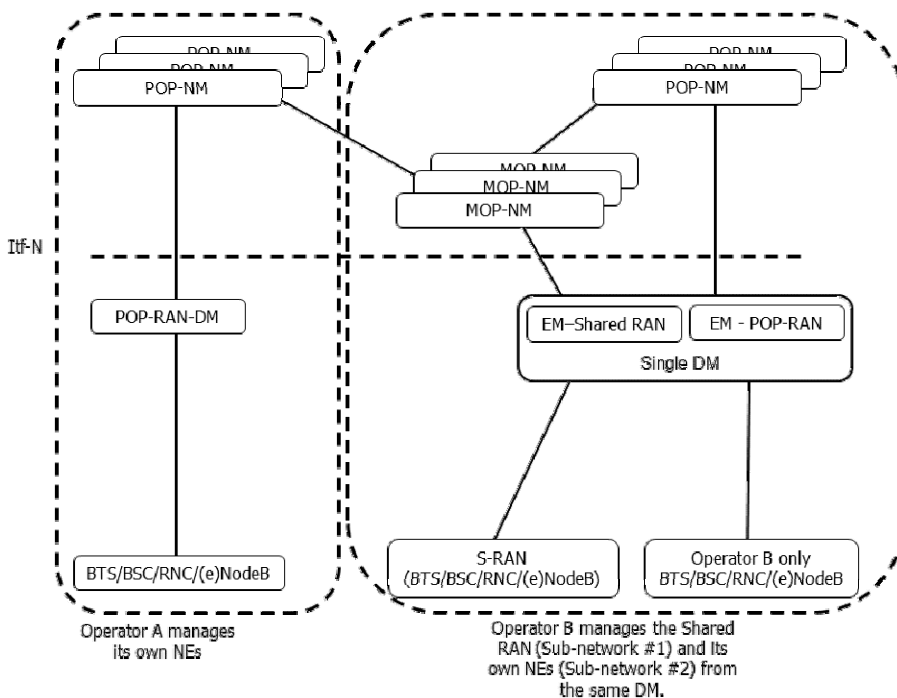 POP-NM
POP-NM
POP-NM
POP-NM
POP-NM
POP-NM
MOP-NM
MOP-NM
MOP-NM
Itf-N
POP-RAN-DM
EM–Shared RAN
EM - POP-RAN
Single DM
BTS/BSC/RNC/(e)NodeB
S-RAN
(BTS/BSC/RNC/(e)NodeB)
Operator B only
BTS/BSC/RNC/(e)NodeB
Operator A manages
its own NEs
Operator B manages the Shared
RAN (Sub-network #1) and its
own NEs (Sub-network #2) from
the same DM.